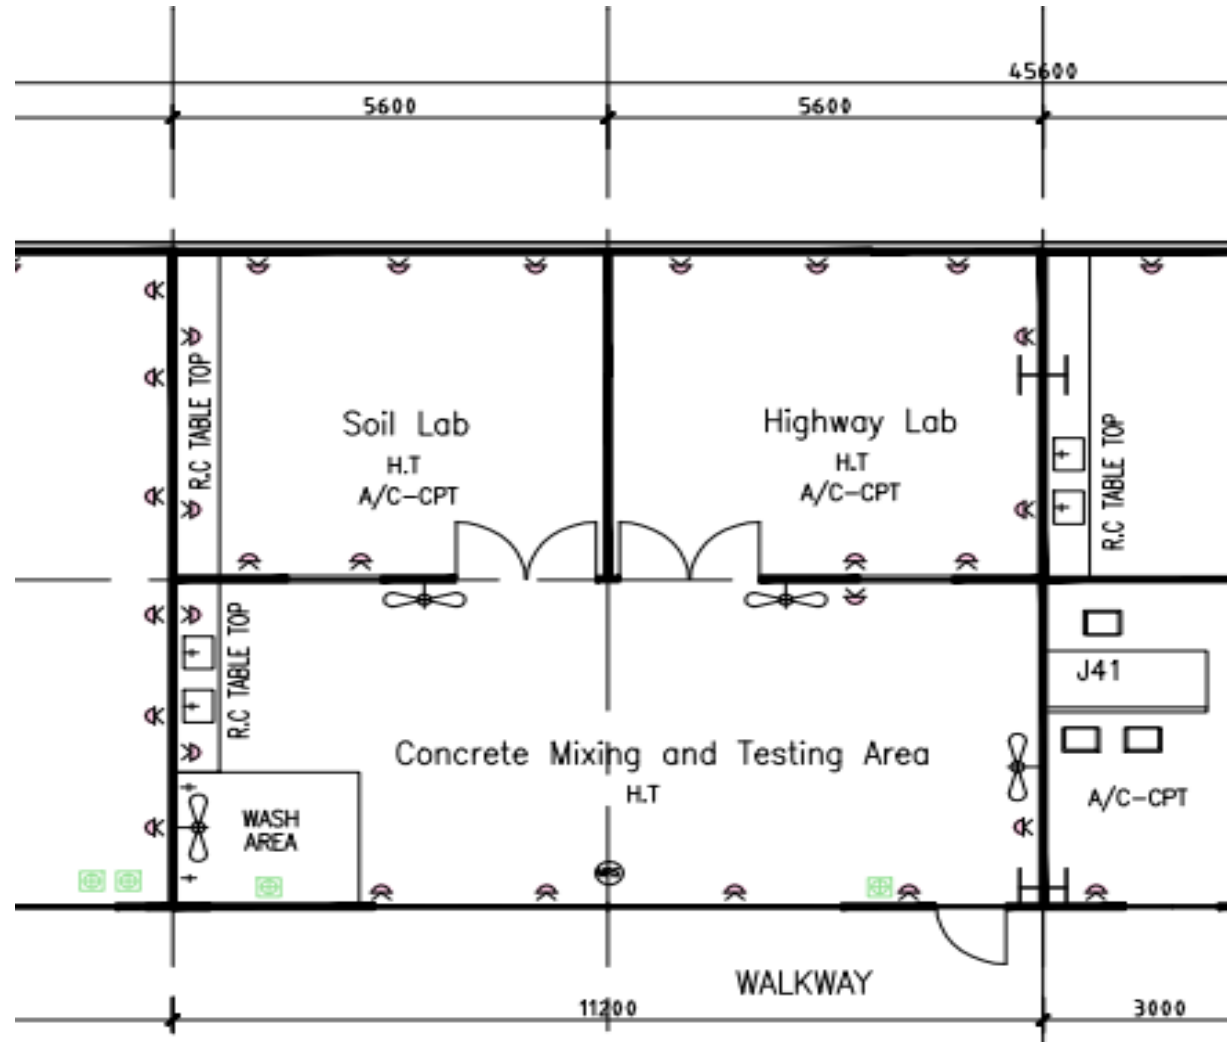 45600
5600
5600
R.C TABLE TOP
Soil Lab
H.T
A/C-CPT
Highway Lab
H.T
A/C-CPT
R.C TABLE TOP
R.C TABLE TOP
J41
Concrete Mixing and Testing Area
H.T
A/C-CPT
WASH
AREA
WALKWAY
11200
3000